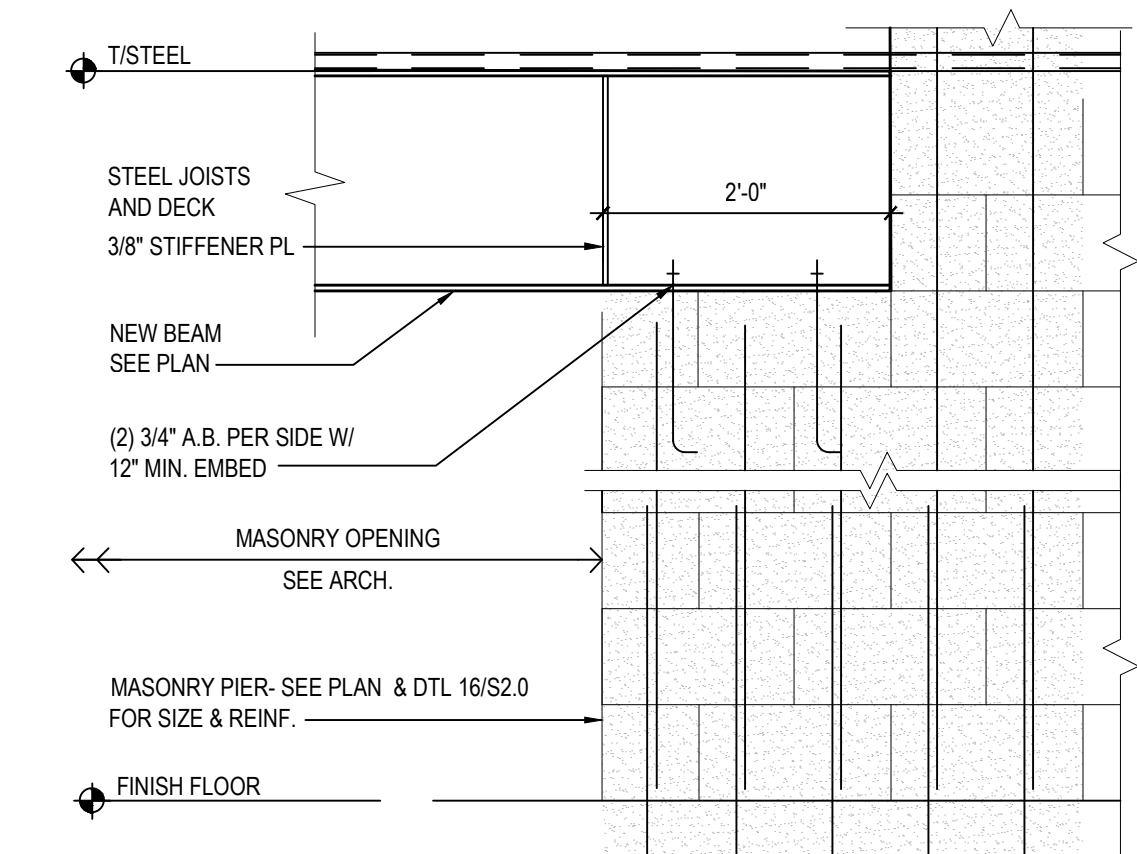 T/STEEL
STEEL JOISTS
AND DECK
2'-0"
3/8" STIFFENER PL
NEW BEAM
SEE PLAN
(2) 3/4" A.B. PER SIDE W/
12" MIN. EMBED
MASONRY OPENING
SEE ARCH.
MASONRY PIER- SEE PLAN & DTL 16/S2.0
FOR SIZE & REINF.
FINISH FLOOR